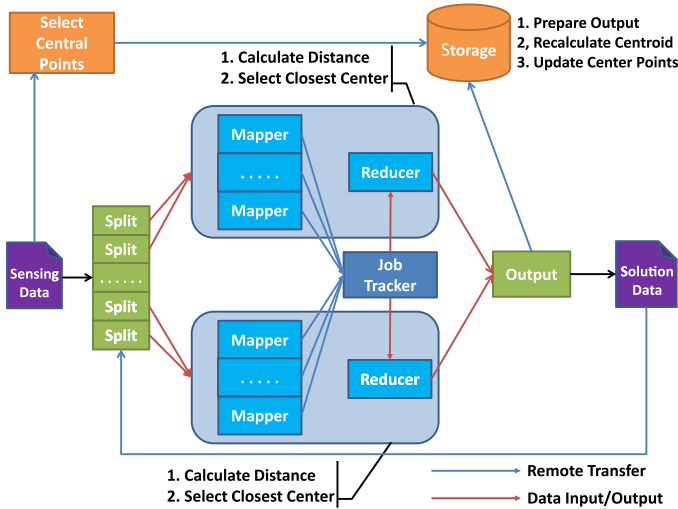 Select
Central
Points
Storage
1. Prepare Output
2, Recalculate Centroid
3. Update Center Points
1. Calculate Distance
2. Select Closest Center
Mapper
.....
Mapper
Reducer
Split
Split
......
Split
Split
Sensing
Data
Job
Tracker
Output
Solution
Data
Mapper
.....
Mapper
Reducer
1. Calculate Distance
2. Select Closest Center
Remote Transfer
Data Input/Output